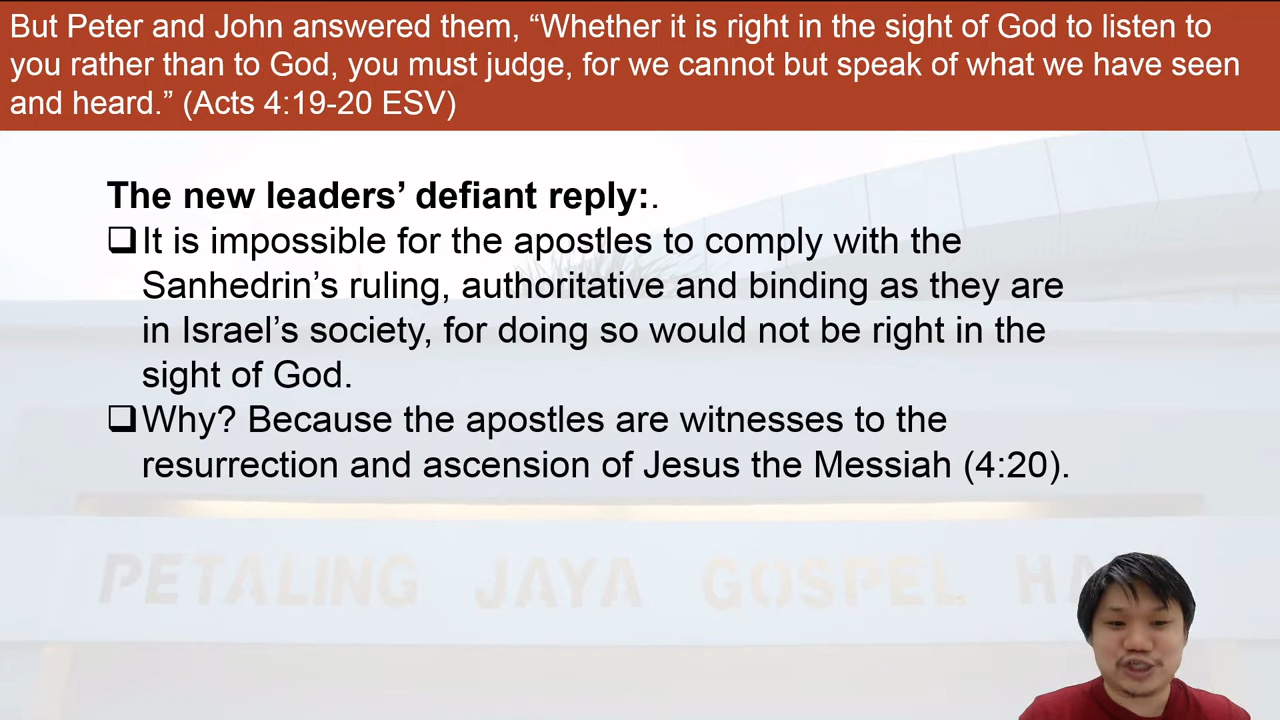 But Peter and John answered them, “Whether it is right in the sight of God to listen to
you rather than to God, you must judge, for we cannot but speak of what we have seen
and heard.” (Acts 4:19-20 ESV)
The new leaders’ defiant reply:.
❑It is impossible for the apostles to comply with the
Sanhedrin’s ruling, authoritative and binding as they are
in Israel’s society, for doing so would not be right in the
sight of God.
❑Why? Because the apostles are witnesses to the
resurrection and ascension of Jesus the Messiah (4:20).
PETALING JAYA GOSPEL HA